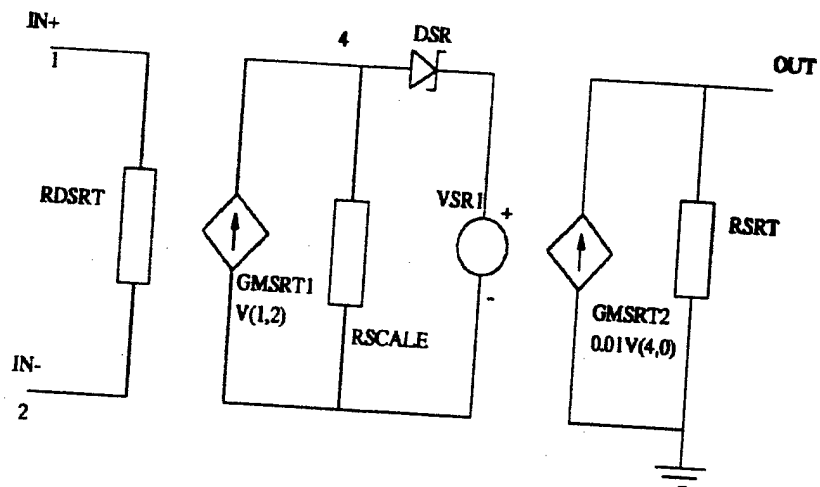 IN+
1
4
DSR
OUT
RDSRT
VSR1
+
RSRT
GMSRT1
V(1,2)
-
GMSRT2
0.01V(4,0)
RSCALE
IN-
2